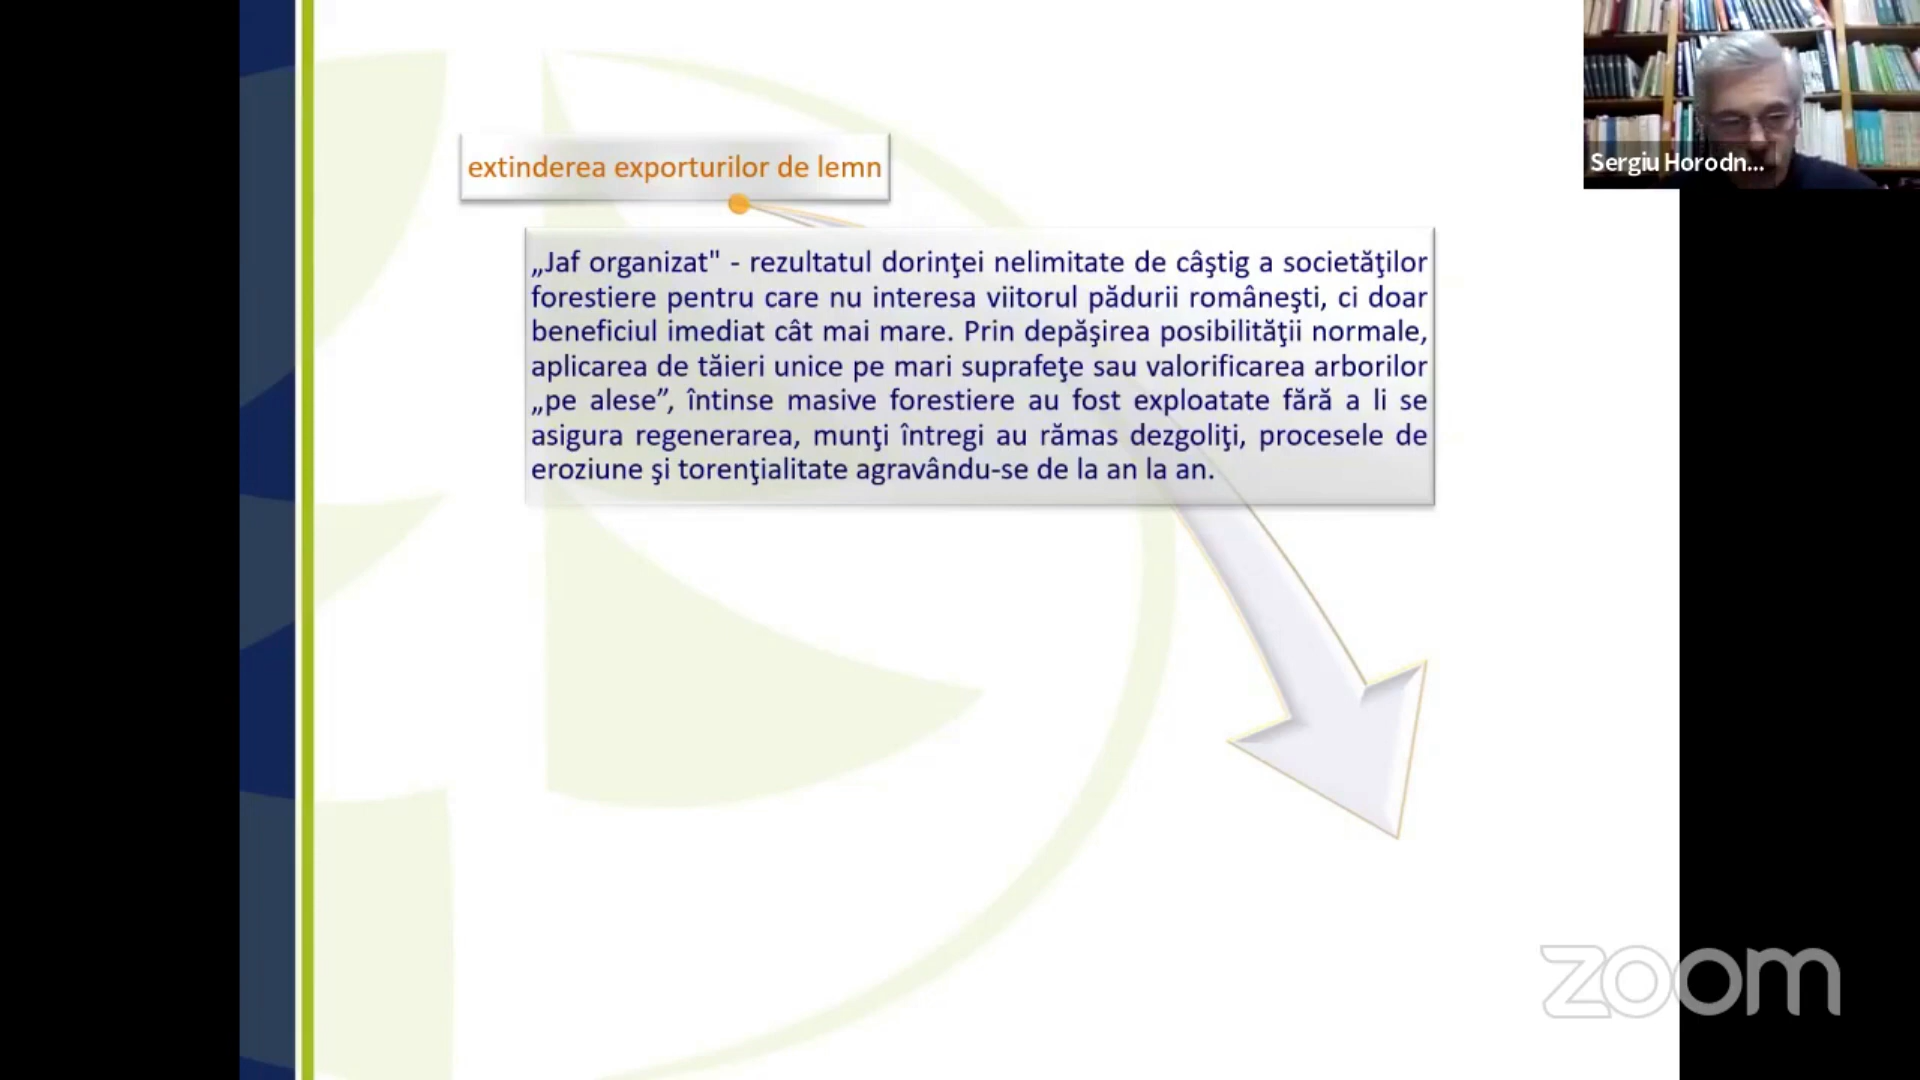 extinderea exporturilor de lemn
„Jaf organizat" - rezultatul dorinţei nelimitate de câştig a societăţilor
forestiere pentru care nu interesa viitorul pădurii româneşti, ci doar
beneficiul imediat cât mai mare. Prin depăşirea posibilităţii normale,
aplicarea de tăieri unice pe mari suprafeţe sau valorificarea arborilor
„pe alese”, întinse masive forestiere au fost exploatate fără a li se
asigura regenerarea, munţi întregi au rămas dezgoliţi, procesele de
eroziune şi torenţialitate agravându-se de la an la an.
Sergiu Horodn...
zoom